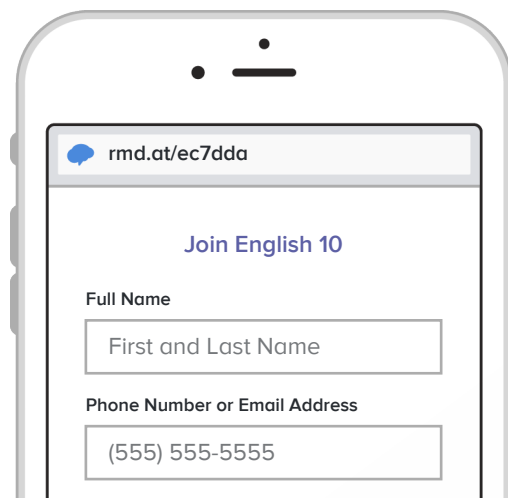 rmd.at/ec7dda
Join English 10
Full Name
First and Last Name
Phone Number or Email Address
(555) 555-5555